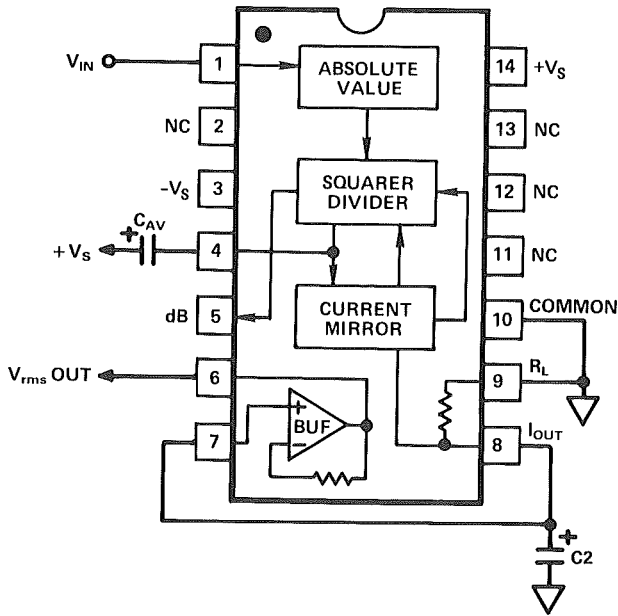 V_IN
1
ABSOLUTE
VALUE
14
+V_S
NC
2
13
NC
-V_S
3
SQUARER
DIVIDER
12
NC
+
C_AV
+V_S
4
11
NC
dB
5
CURRENT
MIRROR
10
COMMON
V_rms OUT
6
9
R_L
7
+
BUF
-
8
I_OUT
+
C2